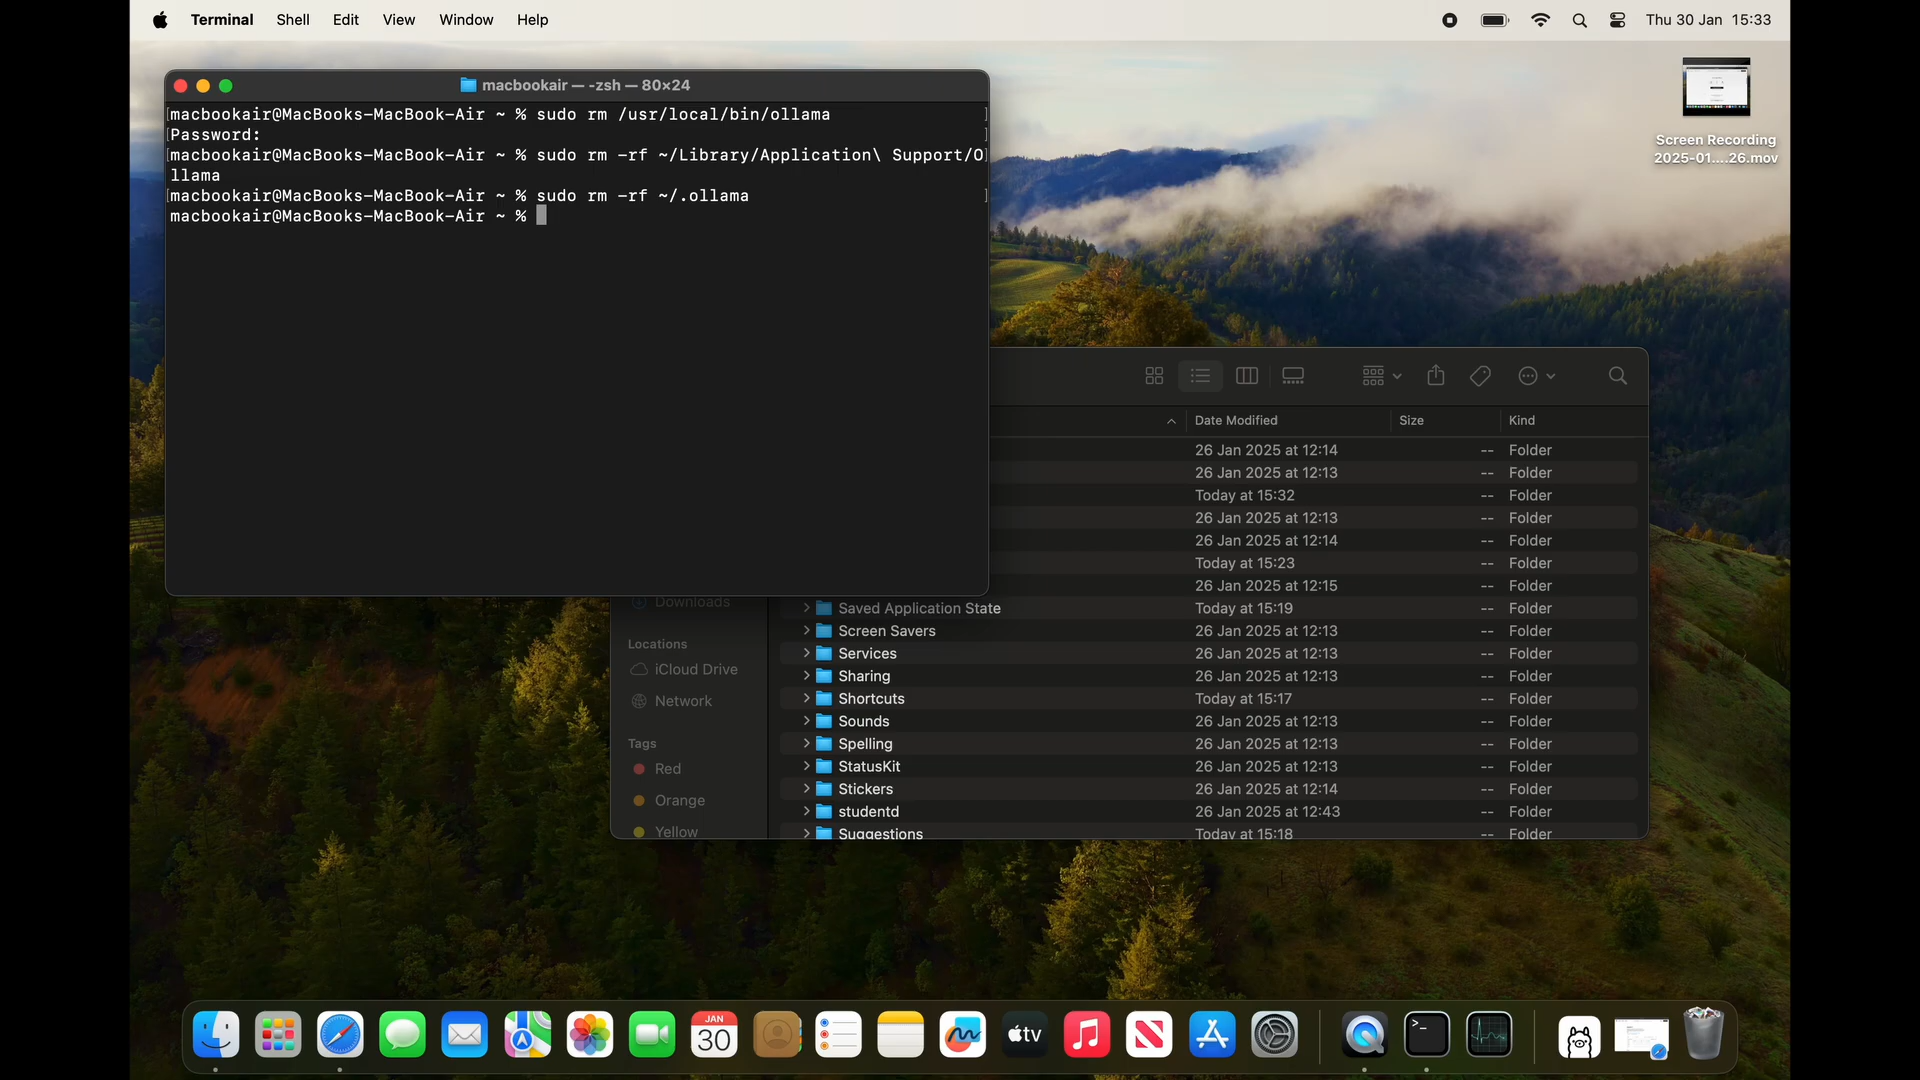 Terminal Shell Edit View Window Help
Thu 30 Jan 15:33
macbookair — -zsh — 80×24
[macbookair@MacBooks-MacBook-Air ~ % sudo rm /usr/local/bin/ollama ]
[Password: ]
[macbookair@MacBooks-MacBook-Air ~ % sudo rm -rf ~/Library/Application\ Support/O]
llama
[macbookair@MacBooks-MacBook-Air ~ % sudo rm -rf ~/.ollama ]
macbookair@MacBooks-MacBook-Air ~ %
Screen Recording
2025-01....26.mov
Date Modified Size Kind
26 Jan 2025 at 12:14 -- Folder
26 Jan 2025 at 12:13 -- Folder
Today at 15:32 -- Folder
26 Jan 2025 at 12:13 -- Folder
26 Jan 2025 at 12:14 -- Folder
Today at 15:23 -- Folder
26 Jan 2025 at 12:15 -- Folder
Saved Application State Today at 15:19 -- Folder
Screen Savers 26 Jan 2025 at 12:13 -- Folder
Services 26 Jan 2025 at 12:13 -- Folder
Sharing 26 Jan 2025 at 12:13 -- Folder
Shortcuts Today at 15:17 -- Folder
Sounds 26 Jan 2025 at 12:13 -- Folder
Spelling 26 Jan 2025 at 12:13 -- Folder
StatusKit 26 Jan 2025 at 12:13 -- Folder
Stickers 26 Jan 2025 at 12:14 -- Folder
studentd 26 Jan 2025 at 12:43 -- Folder
Suggestions Today at 15:18 -- Folder
Downloads
Locations
iCloud Drive
Network
Tags
Red
Orange
Yellow
JAN
30
tv
>_